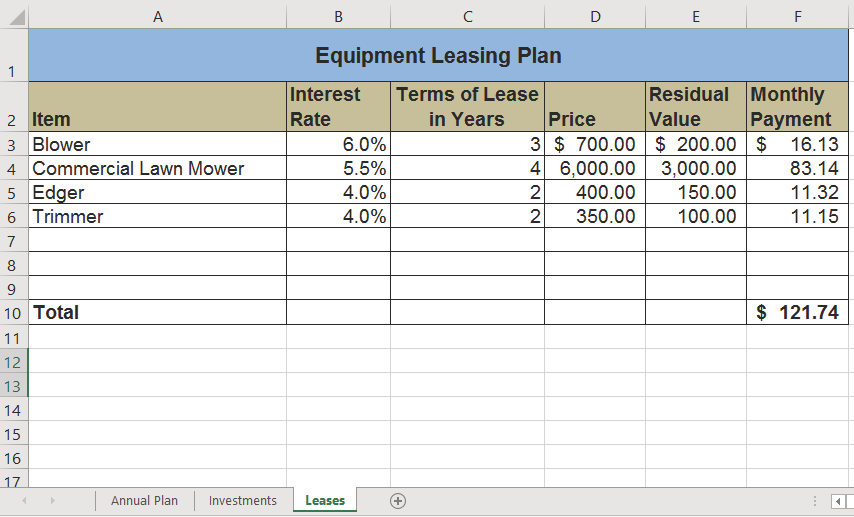 A B C D E F
1 Equipment Leasing Plan
Interest Terms of Lease Residual Monthly
2 Item Rate in Years Price Value Payment
3 Blower 6.0% 3 $ 700.00 $ 200.00 $ 16.13
4 Commercial Lawn Mower 5.5% 4 6,000.00 3,000.00 83.14
5 Edger 4.0% 2 400.00 150.00 11.32
6 Trimmer 4.0% 2 350.00 100.00 11.15
7
8
9
10 Total $ 121.74
11
12
13
14
15
16
17
Annual Plan Investments Leases